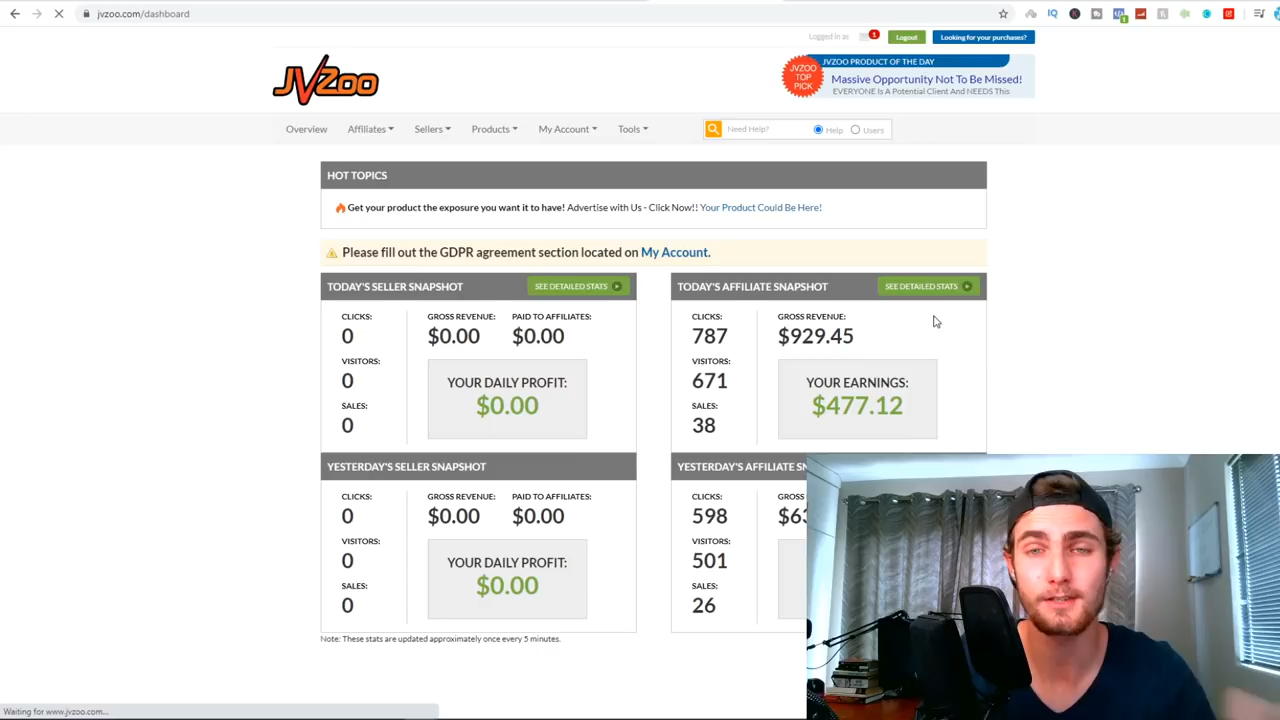 jvzoo.com/dashboard
Logged in as
1
Logout
Looking for your purchases?
JVZoo
JVZOO PRODUCT OF THE DAY
JVZOO
TOP
PICK
Massive Opportunity Not To Be Missed!
EVERYONE Is A Potential Client And NEEDS This
Overview Affiliates Sellers Products My Account Tools
Need Help? Help Users
HOT TOPICS
Get your product the exposure you want it to have! Advertise with Us - Click Now!! Your Product Could Be Here!
Please fill out the GDPR agreement section located on My Account.
TODAY'S SELLER SNAPSHOT SEE DETAILED STATS
CLICKS: GROSS REVENUE: PAID TO AFFILIATES:
0 $0.00 $0.00
VISITORS:
0
YOUR DAILY PROFIT:
$0.00
SALES:
0
TODAY'S AFFILIATE SNAPSHOT SEE DETAILED STATS
CLICKS: GROSS REVENUE:
787 $929.45
VISITORS:
671
YOUR EARNINGS:
$477.12
SALES:
38
YESTERDAY'S SELLER SNAPSHOT
CLICKS: GROSS REVENUE: PAID TO AFFILIATES:
0 $0.00 $0.00
VISITORS:
0
YOUR DAILY PROFIT:
$0.00
SALES:
0
YESTERDAY'S AFFILIATE SN
CLICKS: GROSS
598 $63
VISITORS:
501
SALES:
26
Note: These stats are updated approximately once every 5 minutes.
Waiting for www.jvzoo.com...